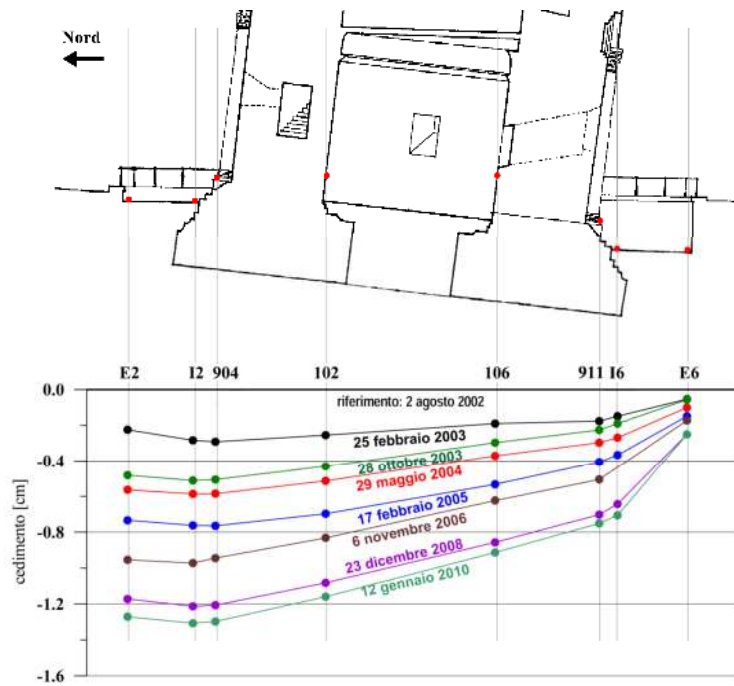 Nord
E2 I2 904 102 106 911 I6 E6
0.0
riferimento: 2 agosto 2002
25 febbraio 2003
28 ottobre 2003
-0.4
29 maggio 2004
17 febbraio 2005
cedimento [cm]
-0.8
6 novembre 2006
23 dicembre 2008
12 gennaio 2010
-1.2
-1.6